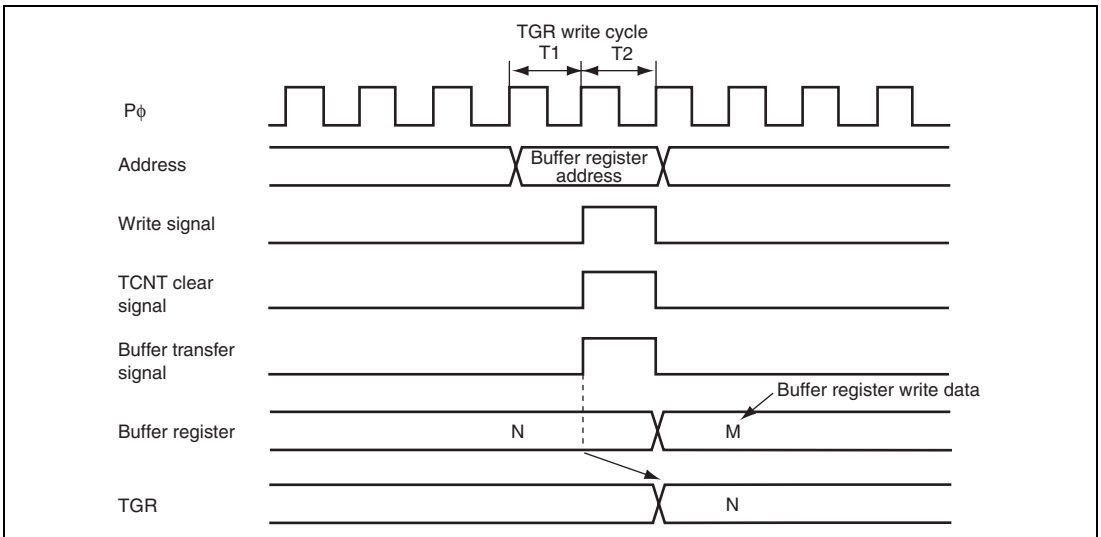 TGR write cycle
T1 T2
Pϕ
Address
Buffer register
address
Write signal
TCNT clear
signal
Buffer transfer
signal
Buffer register write data
Buffer register
N
M
TGR
N